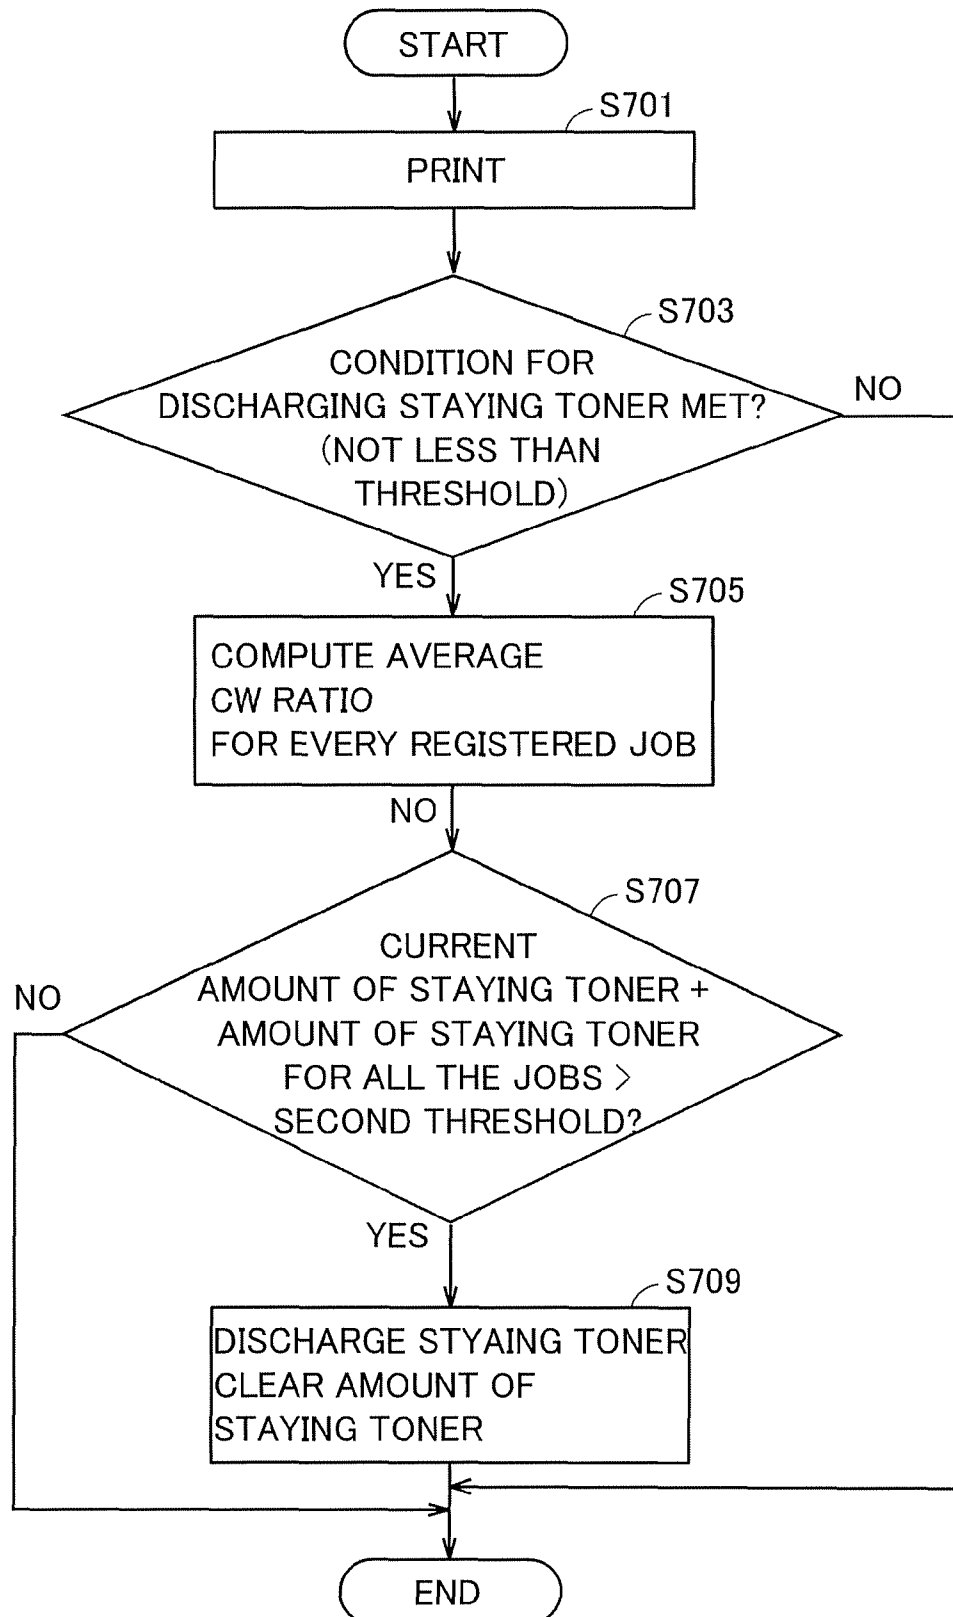 START
S701
PRINT
S703
CONDITION FOR
DISCHARGING STAYING TONER MET?
(NOT LESS THAN
THRESHOLD)
NO
YES
S705
COMPUTE AVERAGE
CW RATIO
FOR EVERY REGISTERED JOB
NO
S707
CURRENT
AMOUNT OF STAYING TONER +
AMOUNT OF STAYING TONER
FOR ALL THE JOBS >
SECOND THRESHOLD?
NO
YES
S709
DISCHARGE STYAING TONER
CLEAR AMOUNT OF
STAYING TONER
END